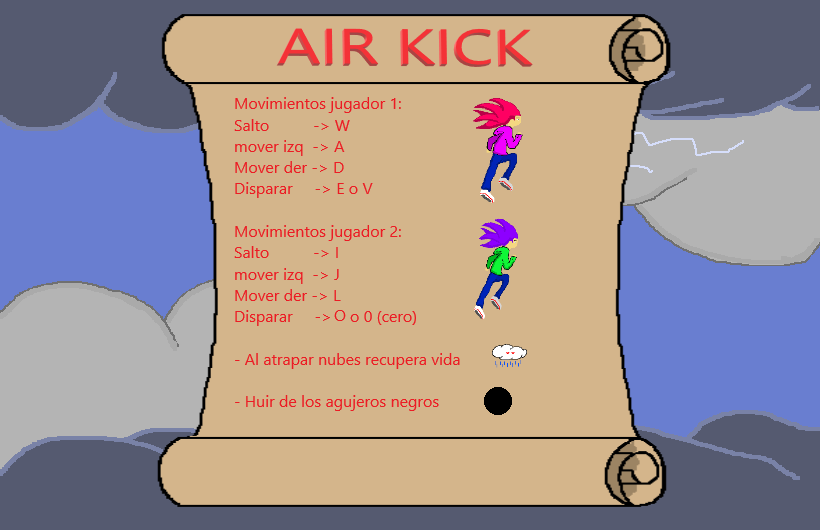 AIR KICK
Movimientos jugador 1:
Salto -> W
mover izq -> A
Mover der -> D
Disparar -> E o V
Movimientos jugador 2:
Salto -> I
mover izq -> J
Mover der -> L
Disparar -> O o 0 (cero)
- Al atrapar nubes recupera vida
- Huir de los agujeros negros